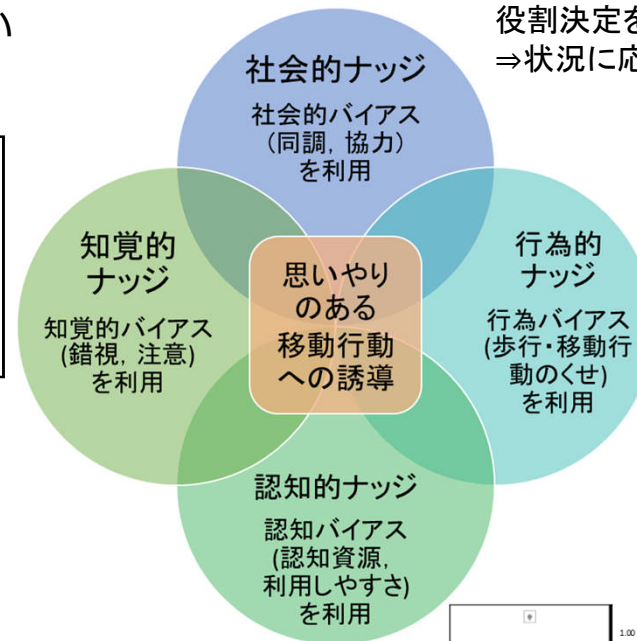 い
役割決定を
⇒状況に応
社会的ナッジ
社会的バイアス
(同調, 協力)
を利用
知覚的
ナッジ
知覚的バイアス
(錯視, 注意)
を利用
思いやり
のある
移動行動
への誘導
行為的
ナッジ
行為バイアス
(歩行・移動行
動のくせ)
を利用
認知的ナッジ
認知バイアス
(認知資源,
利用しやすさ)
を利用
1.00